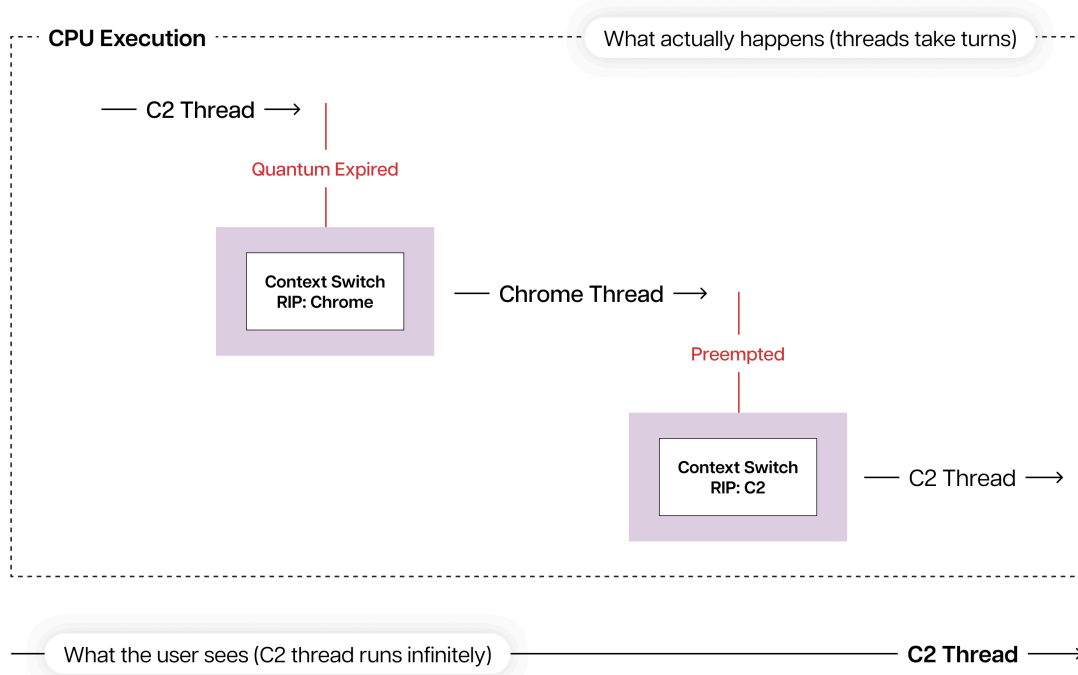 CPU Execution
What actually happens (threads take turns)
C2 Thread
Quantum Expired
Context Switch
RIP: Chrome
Chrome Thread
Preempted
Context Switch
RIP: C2
C2 Thread
What the user sees (C2 thread runs infinitely)
C2 Thread